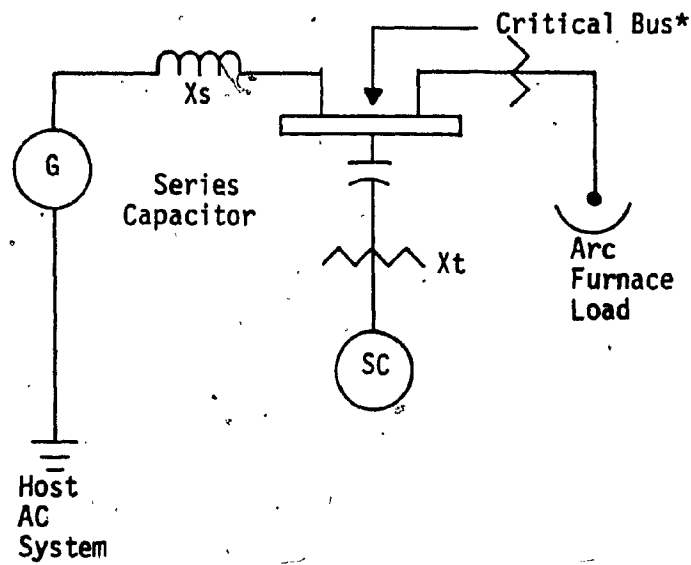 Critical Bus*
Xs
G
Series
Capacitor
Xt
Arc
Furnace
Load
SC
Host
AC
System